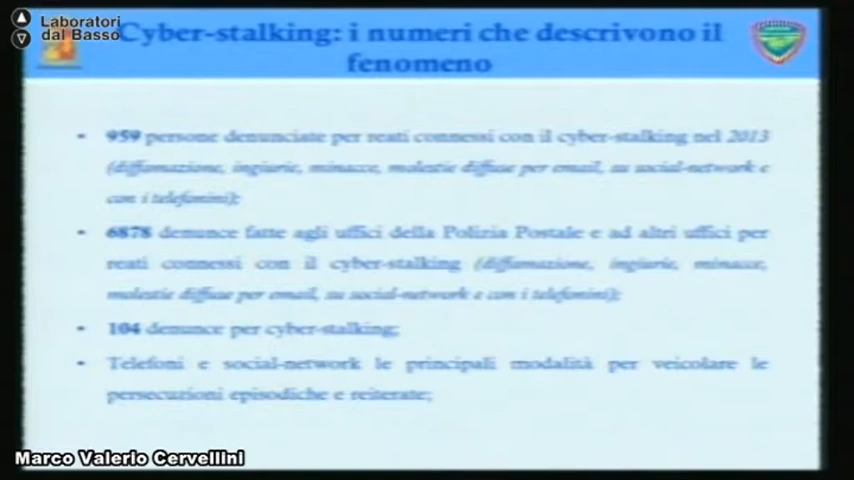 Laboratori
dal Basso
Cyber-stalking: i numeri che descrivono il
fenomeno
• 959 persone denunciate per reati connessi con il cyber-stalking nel 2013
(diffamazione, ingiurie, minacce, molestie diffuse per email, su social-network e
con i telefonini);
• 6878 denunce fatte agli uffici della Polizia Postale e ad altri uffici per
reati connessi con il cyber-stalking (diffamazione, ingiurie, minacce,
molestie diffuse per email, su social-network e con i telefonini);
• 104 denunce per cyber-stalking;
• Telefoni e social-network le principali modalità per veicolare le
persecuzioni episodiche e reiterate;
Marco Valerio Cervellini